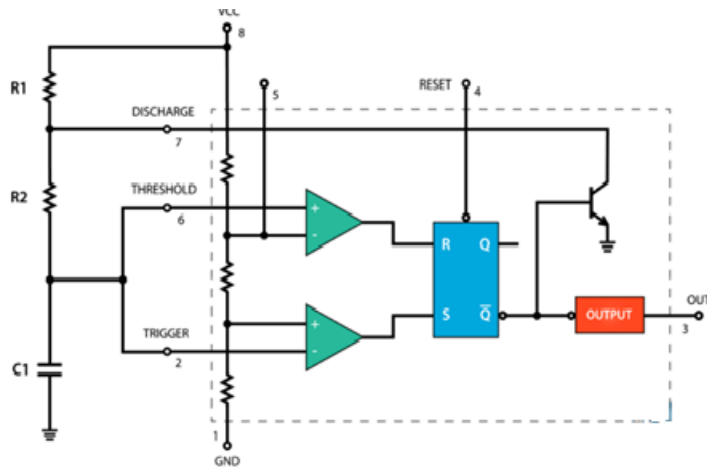 VCC
8
R1
5
RESET
4
DISCHARGE
7
R2
THRESHOLD
6
+
-
R Q
TRIGGER
2
+
-
S Q̅
OUTPUT
OUT
3
C1
1
GND